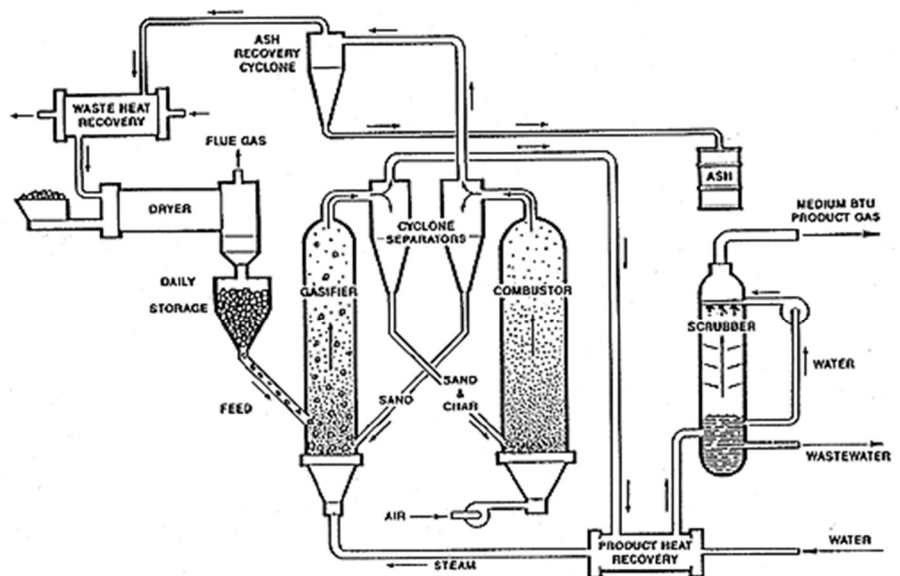 ASH
RECOVERY
CYCLONE
WASTE HEAT
RECOVERY
FLUE GAS
ASH
DRYER
MEDIUM BTU
PRODUCT GAS
CYCLONE
SEPARATORS
DAILY
STORAGE
GASIFIER
COMBUSTOR
SCRUBBER
WATER
SAND
&
CHAR
SAND
FEED
WASTEWATER
AIR
WATER
PRODUCT HEAT
RECOVERY
STEAM